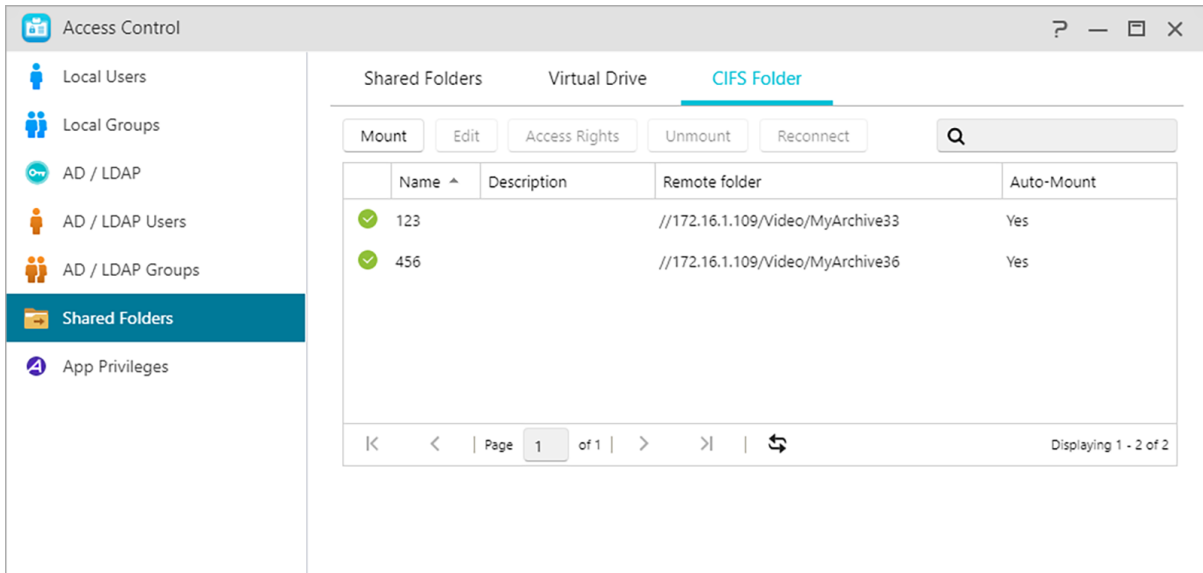 Access Control
Local Users
Local Groups
AD / LDAP
AD / LDAP Users
AD / LDAP Groups
Shared Folders
App Privileges
Shared Folders Virtual Drive CIFS Folder
Mount Edit Access Rights Unmount Reconnect
Name Description Remote folder Auto-Mount
123 //172.16.1.109/Video/MyArchive33 Yes
456 //172.16.1.109/Video/MyArchive36 Yes
Page 1 of 1 Displaying 1 - 2 of 2